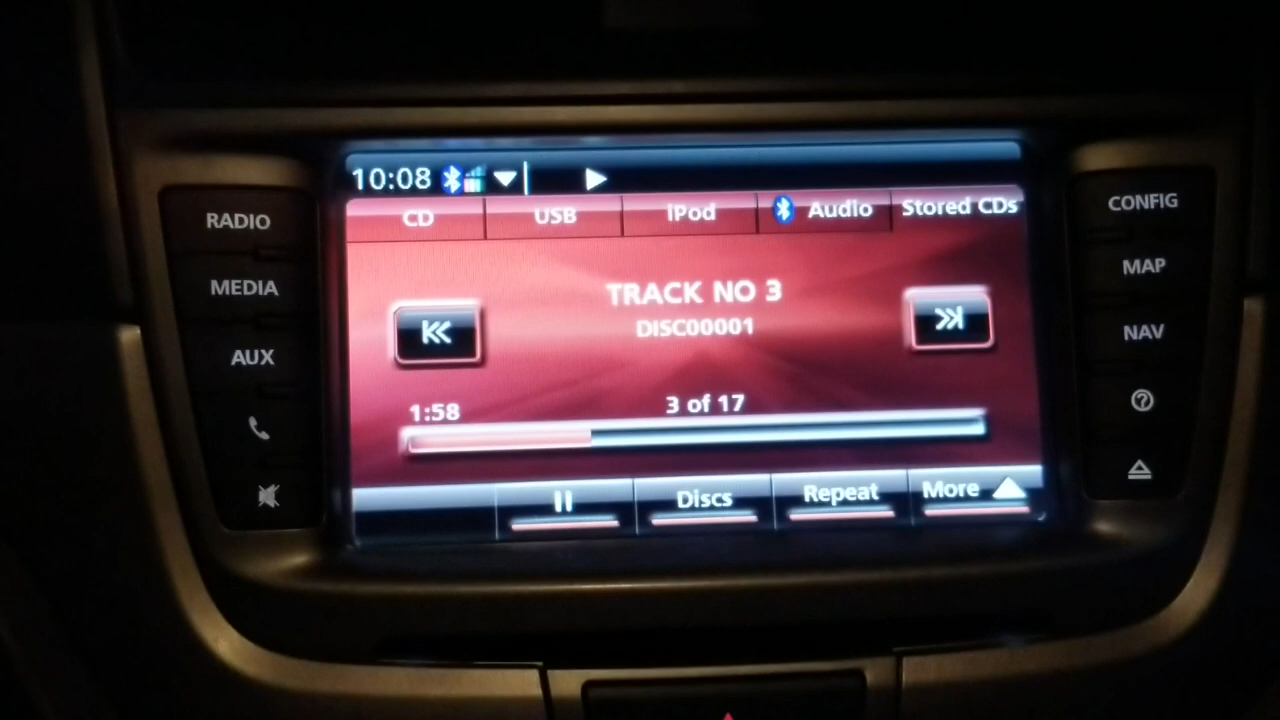 10:08
CD USB iPod Audio Stored CDs
TRACK NO 3
DISC00001
1:58 3 of 17
Discs Repeat More
RADIO
MEDIA
AUX
CONFIG
MAP
NAV